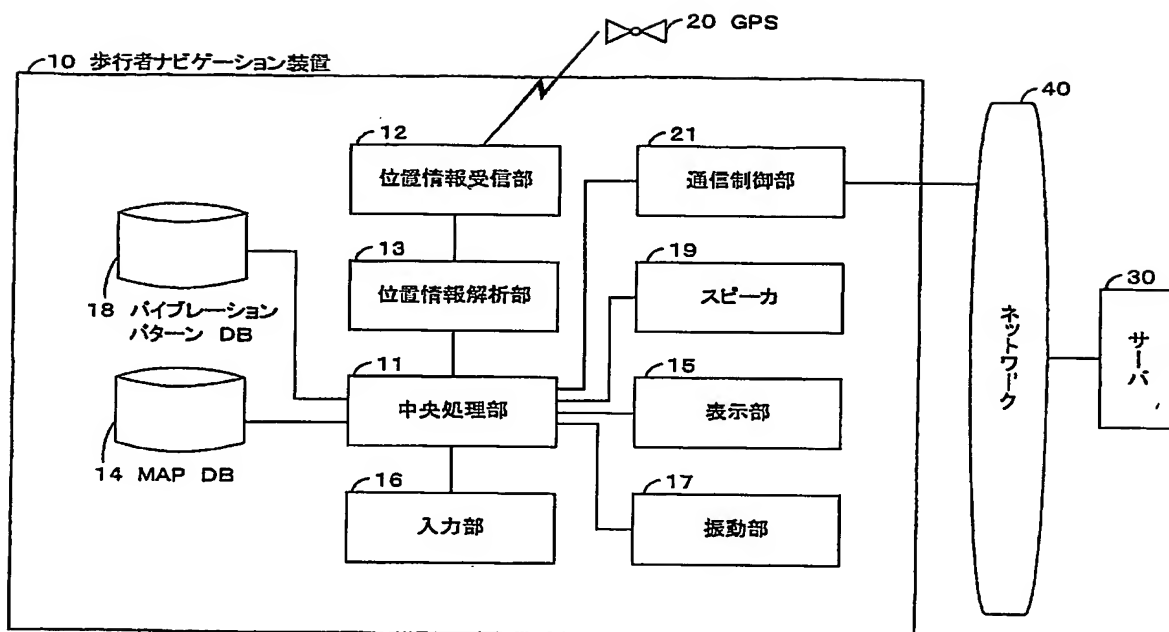 20 GPS
10 歩行者ナビゲーション装置
40
12
位置情報受信部
21
通信制御部
13
位置情報解析部
19
スピーカ
30
サーバ
18 バイブレーション
パターン DB
ネットワーク
11
中央処理部
15
表示部
14 MAP DB
16
入力部
17
振動部